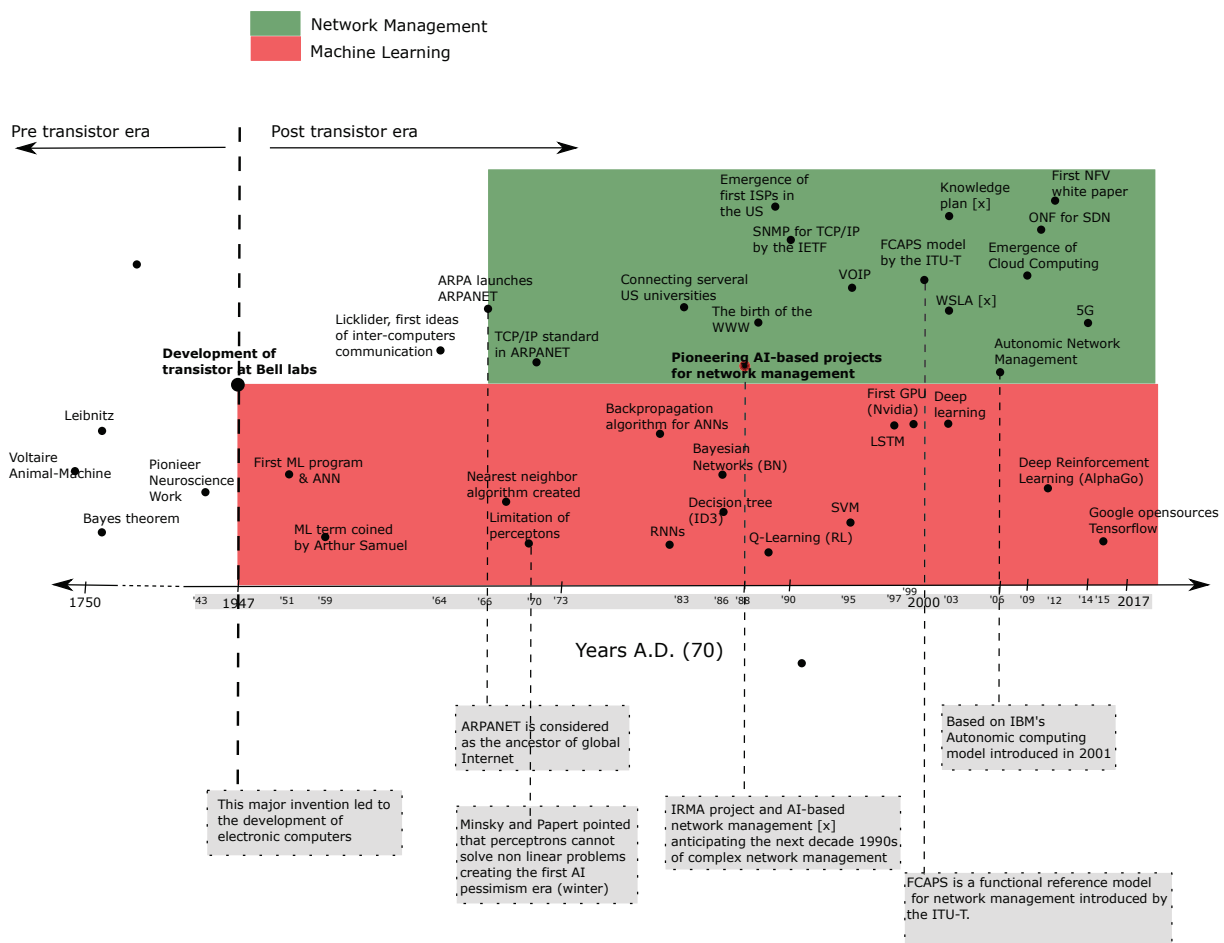 Network Management
Machine Learning
Pre transistor era
Post transistor era
Emergence of
first ISPs in
the US
SNMP for TCP/IP
by the IETF
Knowledge
plan [x]
First NFV
white paper
ONF for SDN
FCAPS model
by the ITU-T
Emergence of
Cloud Computing
VOIP
ARPA launches
ARPANET
Connecting serveral
US universities
The birth of the
WWW
WSLA [x]
5G
Licklider, first ideas
of inter-computers
communication
TCP/IP standard
in ARPANET
Autonomic Network
Management
Development of
transistor at Bell labs
Pioneering AI-based projects
for network management
Leibnitz
Voltaire
Animal-Machine
Pionieer
Neuroscience
Work
Bayes theorem
First ML program
& ANN
ML term coined
by Arthur Samuel
Nearest neighbor
algorithm created
Limitation of
perceptons
Backpropagation
algorithm for ANNs
Bayesian
Networks (BN)
Decision tree
(ID3)
RNNs
Q-Learning (RL)
SVM
First GPU
(Nvidia)
LSTM
Deep
learning
Deep Reinforcement
Learning (AlphaGo)
Google opensources
Tensorflow
1750
'43
1947
'51
'59
'64
'66
'70
'73
'83
'86
'88
'90
'95
'97
'99
2000
'03
'06
'09
'12
'14
'15
2017
Years A.D. (70)
ARPANET is considered
as the ancestor of global
Internet
Based on IBM's
Autonomic computing
model introduced in 2001
This major invention led to
the development of
electronic computers
Minsky and Papert pointed
that perceptrons cannot
solve non linear problems
creating the first AI
pessimism era (winter)
IRMA project and AI-based
network management [x]
anticipating the next decade 1990s
of complex network management
FCAPS is a functional reference model
for network management introduced by
the ITU-T.